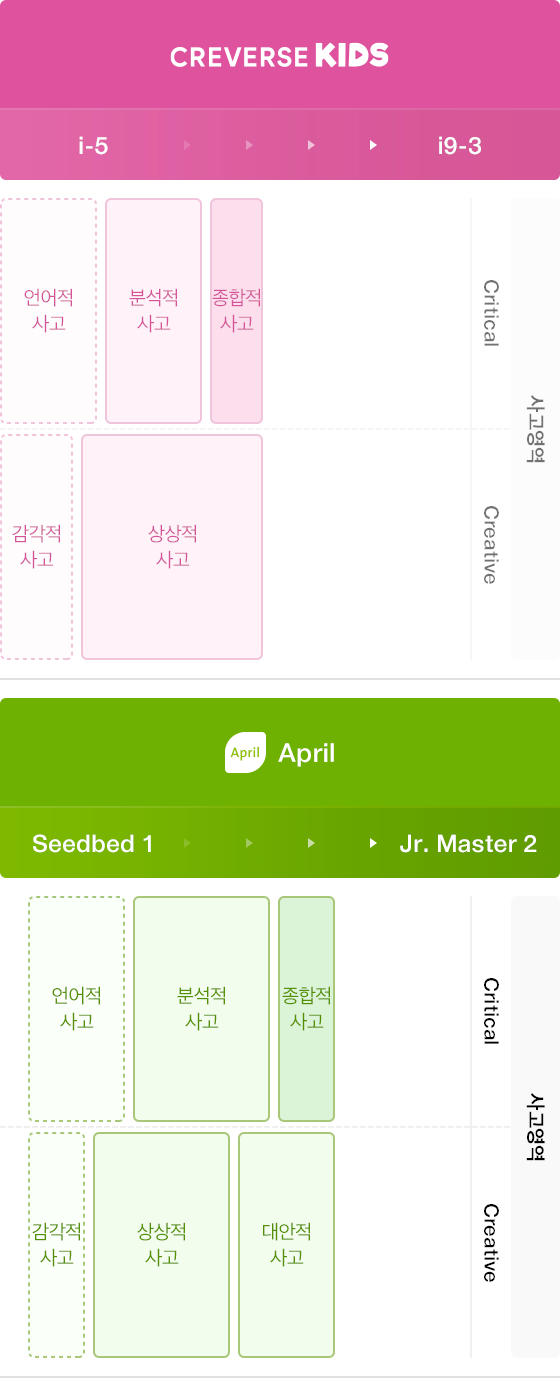 CREVERSE KIDS
i-5
i9-3
언어적
사고
분석적
사고
종합적
사고
Critical
감각적
사고
상상적
사고
Creative
사고영역
April April
Seedbed 1
Jr. Master 2
언어적
사고
분석적
사고
종합적
사고
Critical
감각적
사고
상상적
사고
대안적
사고
Creative
사고영역